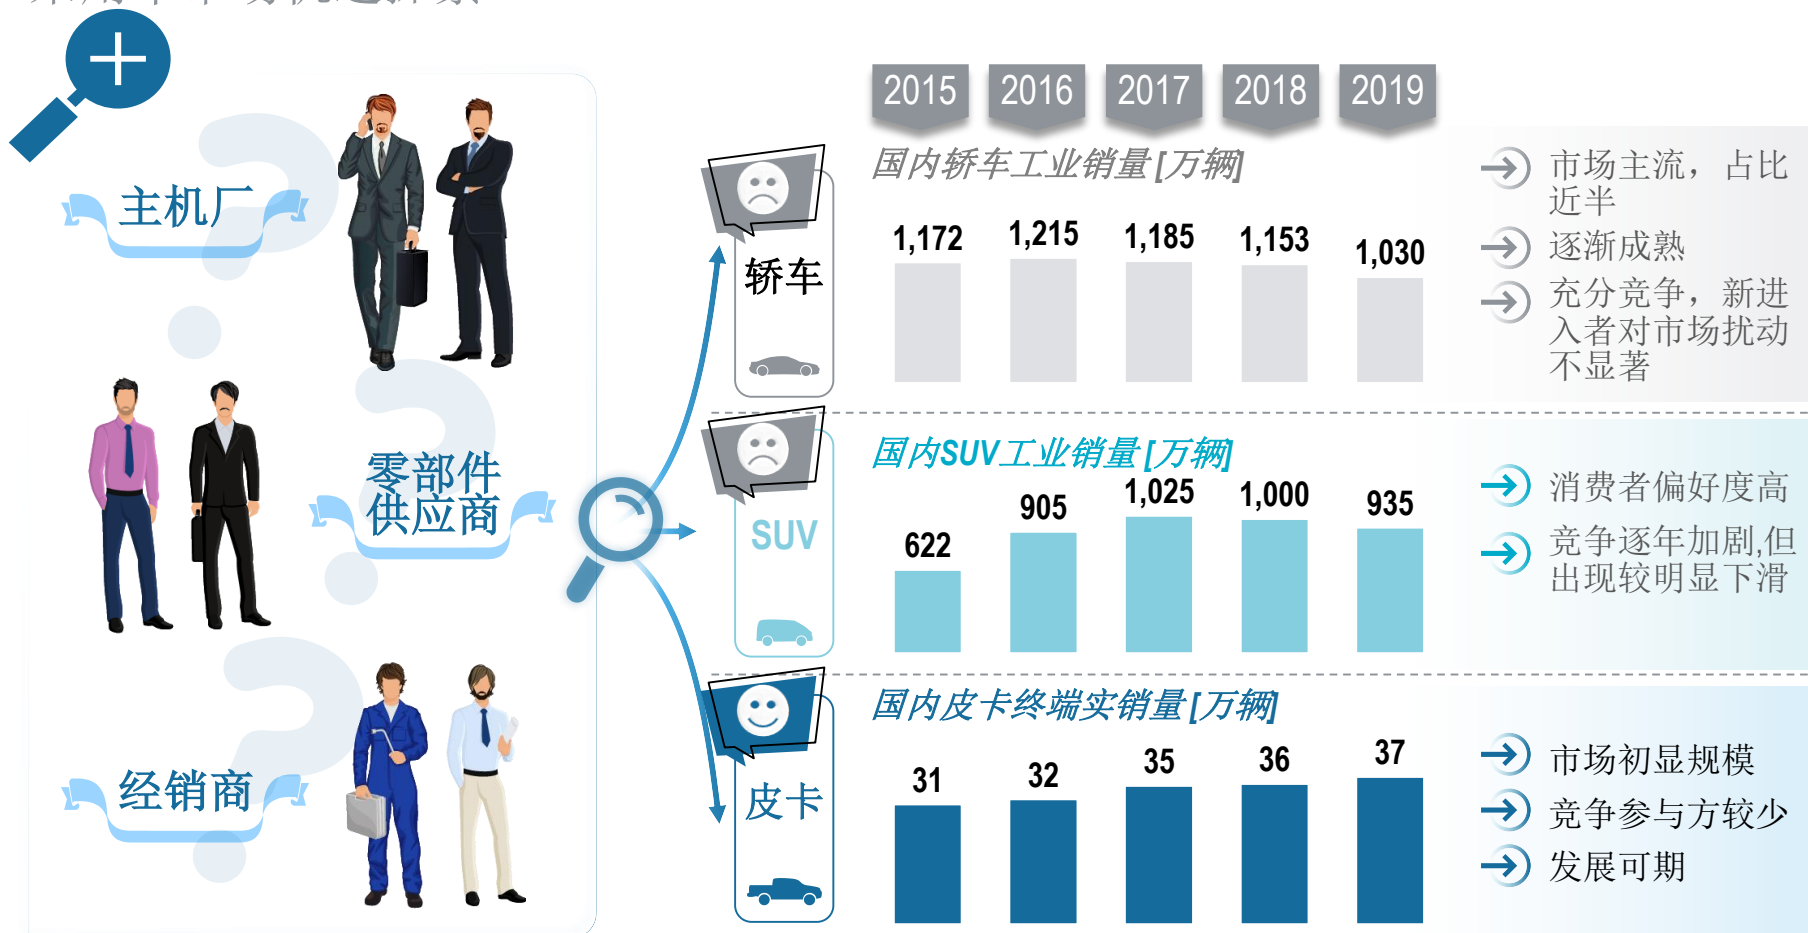 主机厂
零部件
供应商
经销商
2015 2016 2017 2018 2019
轿车
国内轿车工业销量 [万辆]
1,172 1,215 1,185 1,153 1,030
市场主流，占比
近半
逐渐成熟
充分竞争，新进
入者对市场扰动
不显著
SUV
国内SUV工业销量 [万辆]
622 905 1,025 1,000 935
消费者偏好度高
竞争逐年加剧,但
出现较明显下滑
皮卡
国内皮卡终端实销量 [万辆]
31 32 35 36 37
市场初显规模
竞争参与方较少
发展可期